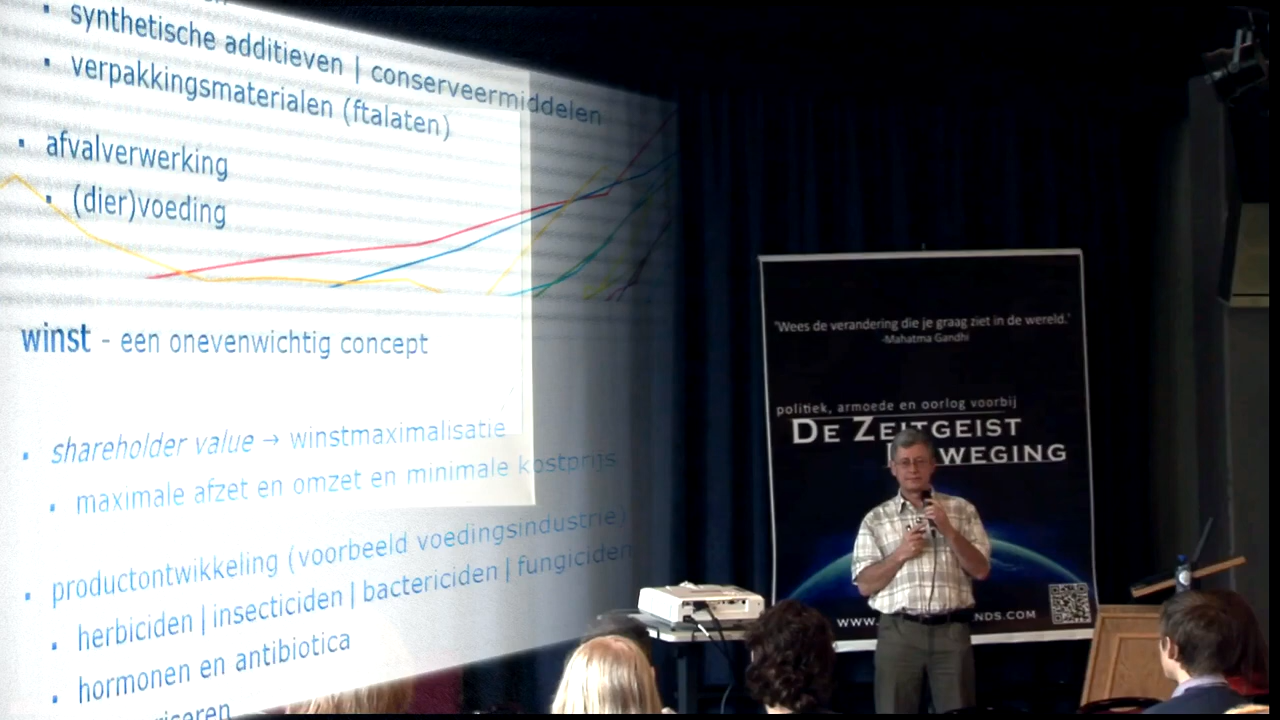 synthetische additieven | conserveermiddelen
verpakkingsmaterialen (ftalaten)
afvalverwerking
(dier)voeding
winst - een onevenwichtig concept
shareholder value → winstmaximalisatie
maximale afzet en omzet en minimale kostprijs
productontwikkeling (voorbeeld voedingsindustrie)
herbiciden | insecticiden | bactericiden | fungiciden
hormonen en antibiotica
'Wees de verandering die je graag ziet in de wereld.'
-Mahatma Gandhi
politiek, armoede en oorlog voorbij
DE ZEITGEIST
WEGING
WWW. NDS.COM